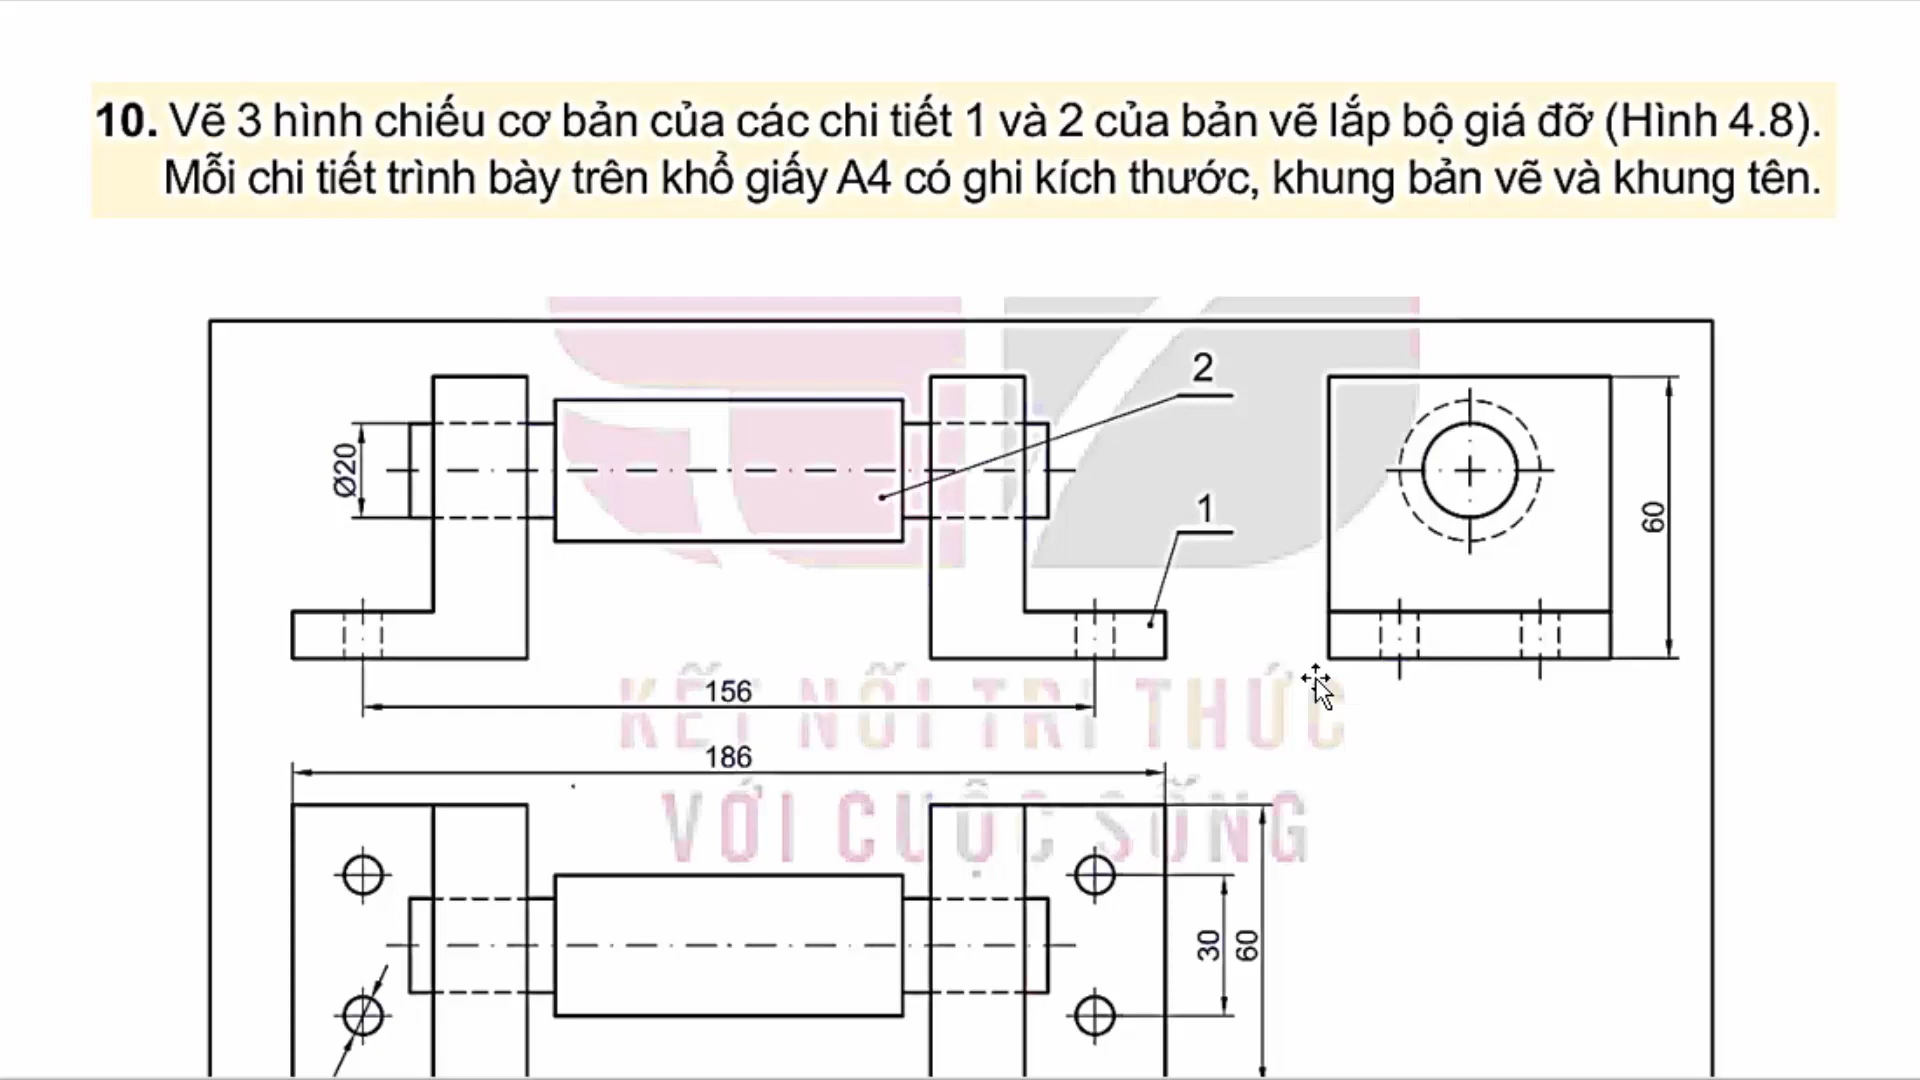 10. Vẽ 3 hình chiếu cơ bản của các chi tiết 1 và 2 của bản vẽ lắp bộ giá đỡ (Hình 4.8).
Mỗi chi tiết trình bày trên khổ giấy A4 có ghi kích thước, khung bản vẽ và khung tên.
2
Ø20
1
60
156
KẾT NỐI TRI THỨC
186
VỚI CUỘC SỐNG
30
60